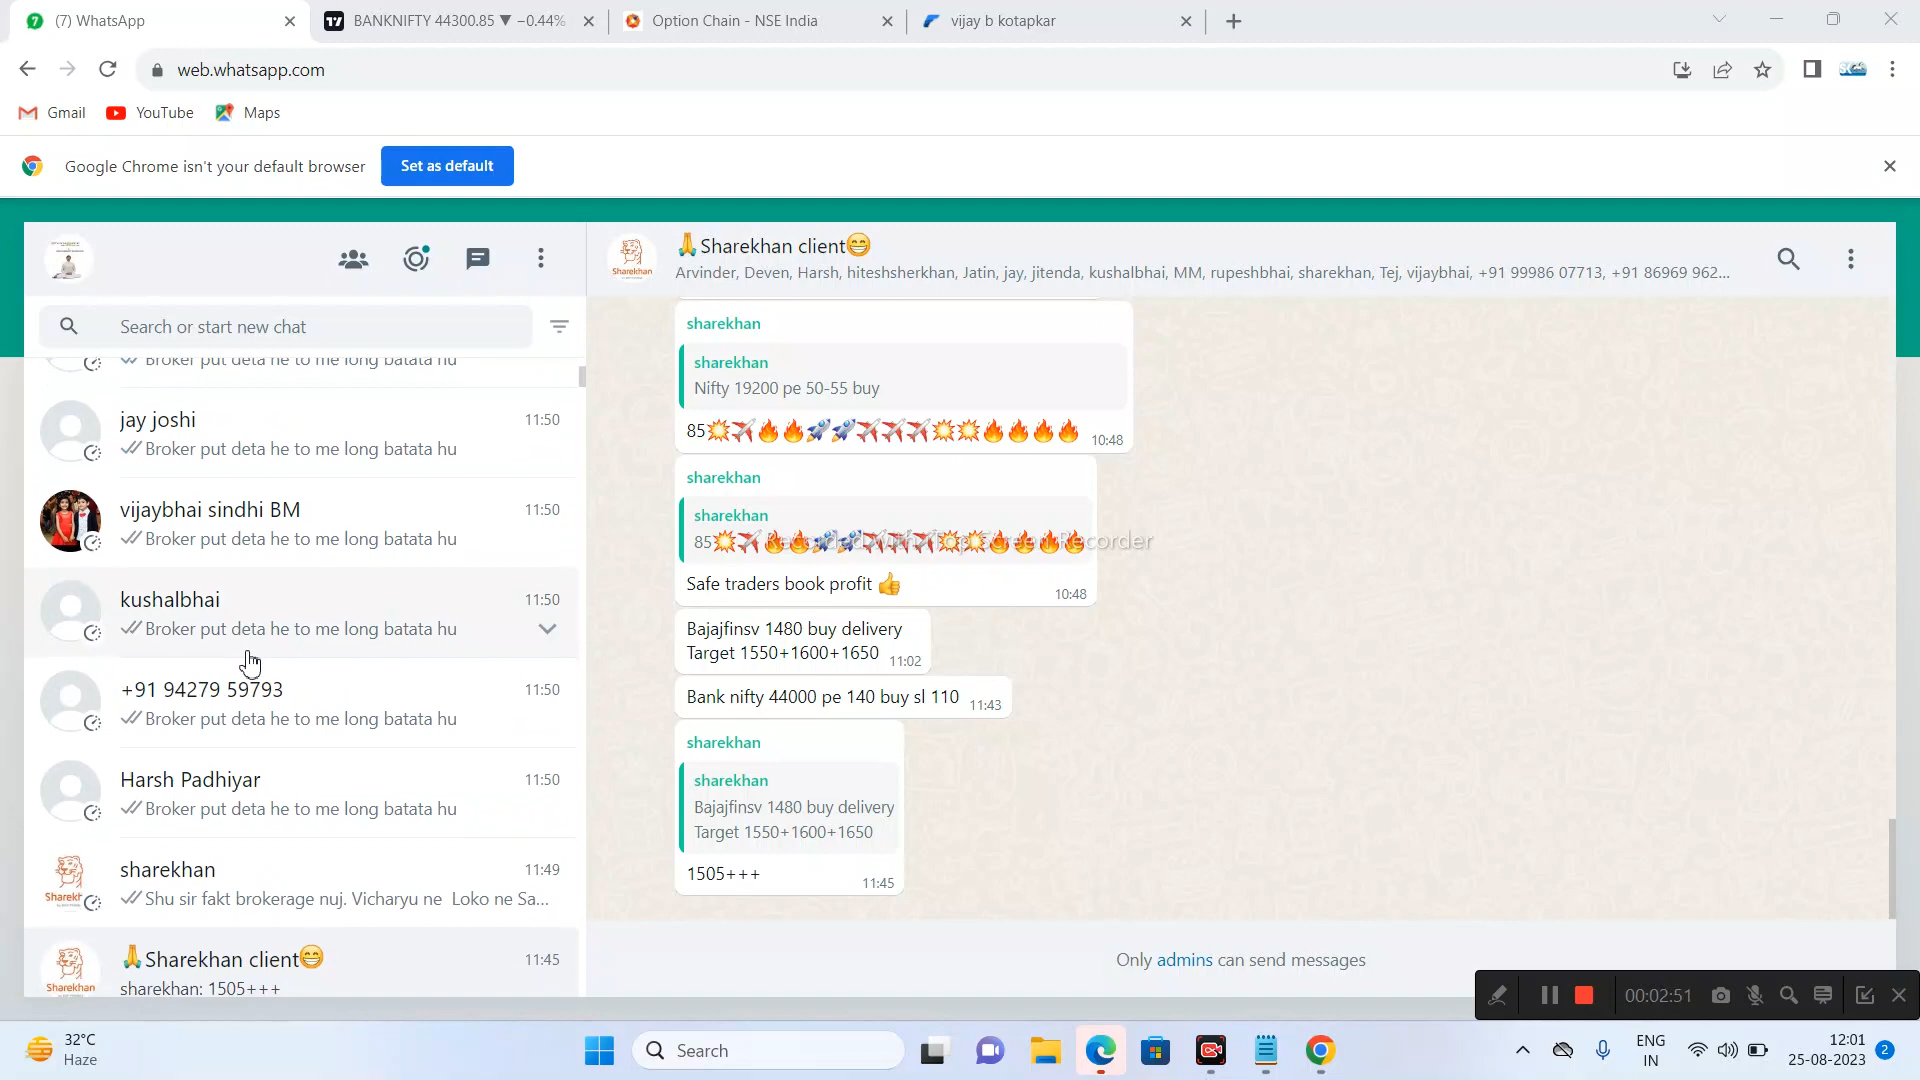 (7) WhatsApp
BANKNIFTY 44300.85 ▼ −0.44%
Option Chain - NSE India
vijay b kotapkar
web.whatsapp.com
Gmail
YouTube
Maps
Google Chrome isn't your default browser
Set as default
Search or start new chat
Broker put deta he to me long batata hu
jay joshi
11:50
Broker put deta he to me long batata hu
vijaybhai sindhi BM
11:50
Broker put deta he to me long batata hu
kushalbhai
11:50
Broker put deta he to me long batata hu
+91 94279 59793
11:50
Broker put deta he to me long batata hu
Harsh Padhiyar
11:50
Broker put deta he to me long batata hu
Sharekhan
sharekhan
11:49
Shu sir fakt brokerage nuj. Vicharyu ne Loko ne Sa...
Sharekhan
🙏Sharekhan client😁
11:45
sharekhan: 1505+++
Sharekhan
🙏Sharekhan client😁
Arvinder, Deven, Harsh, hiteshsherkhan, Jatin, jay, jitenda, kushalbhai, MM, rupeshbhai, sharekhan, Tej, vijaybhai, +91 99986 07713, +91 86969 962...
sharekhan
sharekhan
Nifty 19200 pe 50-55 buy
85💥✈️🔥🔥🚀🚀✈️✈️✈️💥💥🔥🔥🔥🔥
10:48
sharekhan
sharekhan
85💥✈️🔥🔥🚀🚀✈️✈️✈️💥💥🔥🔥🔥🔥
Safe traders book profit 👍
10:48
Bajajfinsv 1480 buy delivery
Target 1550+1600+1650
11:02
Bank nifty 44000 pe 140 buy sl 110
11:43
sharekhan
sharekhan
Bajajfinsv 1480 buy delivery
Target 1550+1600+1650
1505+++
11:45
Only admins can send messages
00:02:51
32°C
Haze
Search
ENG
IN
12:01
25-08-2023
2